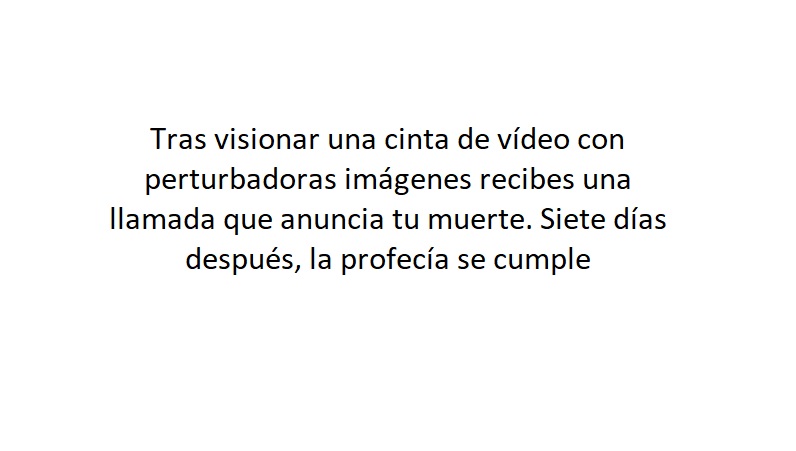 Tras visionar una cinta de vídeo con
perturbadoras imágenes recibes una
llamada que anuncia tu muerte. Siete días
después, la profecía se cumple